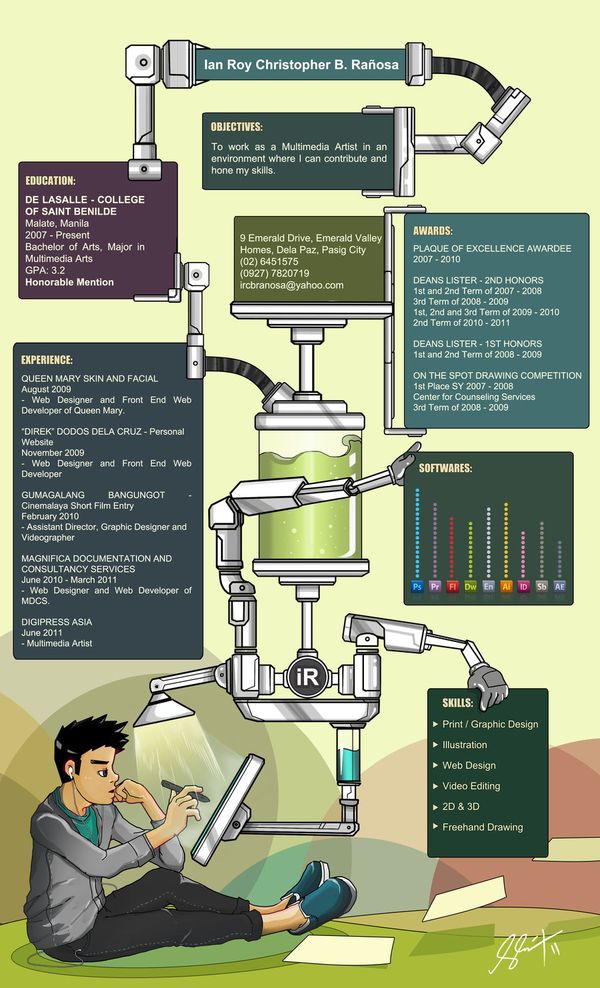 Ian Roy Christopher B. Rañosa
OBJECTIVES:
To work as a Multimedia Artist in an
environment where I can contribute and
hone my skills.
EDUCATION:
DE LASALLE - COLLEGE
OF SAINT BENILDE
Malate, Manila
2007 - Present
Bachelor of Arts, Major in
Multimedia Arts
GPA: 3.2
Honorable Mention
9 Emerald Drive, Emerald Valley
Homes, Dela Paz, Pasig City
(02) 6451575
(0927) 7820719
ircbranosa@yahoo.com
AWARDS:
PLAQUE OF EXCELLENCE AWARDEE
2007 - 2010
DEANS LISTER - 2ND HONORS
1st and 2nd Term of 2007 - 2008
3rd Term of 2008 - 2009
1st, 2nd and 3rd Term of 2009 - 2010
2nd Term of 2010 - 2011
DEANS LISTER - 1ST HONORS
1st and 2nd Term of 2008 - 2009
ON THE SPOT DRAWING COMPETITION
1st Place SY 2007 - 2008
Center for Counseling Services
3rd Term of 2008 - 2009
EXPERIENCE:
QUEEN MARY SKIN AND FACIAL
August 2009
- Web Designer and Front End Web
Developer of Queen Mary.
“DIREK” DODOS DELA CRUZ - Personal
Website
November 2009
- Web Designer and Front End Web
Developer
GUMAGALANG BANGUNGOT -
Cinemalaya Short Film Entry
February 2010
- Assistant Director, Graphic Designer and
Videographer
MAGNIFICA DOCUMENTATION AND
CONSULTANCY SERVICES
June 2010 - March 2011
- Web Designer and Web Developer of
MDCS.
DIGIPRESS ASIA
June 2011
- Multimedia Artist
SOFTWARES:
Ps Pr Fl Dw En Ai ID Sb AE
iR
SKILLS:
Print / Graphic Design
Illustration
Web Design
Video Editing
2D & 3D
Freehand Drawing